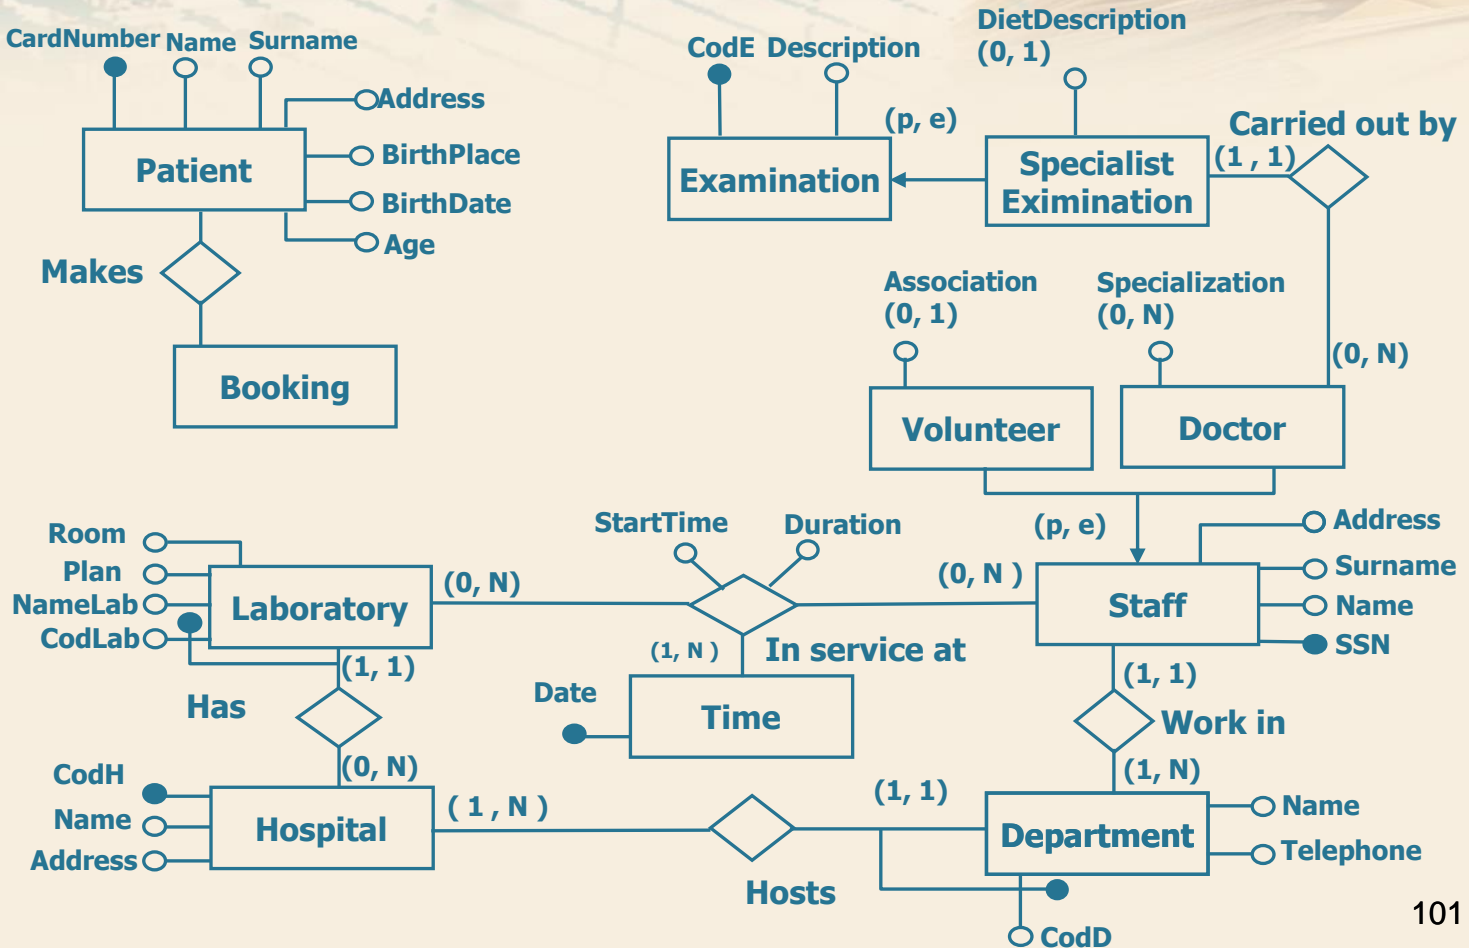 DietDescription
(0, 1)
CardNumber Name Surname
CodE Description
Address
(p, e)
Carried out by
Patient
BirthPlace
Examination
Specialist
Eximination
(1 , 1)
BirthDate
Age
Makes
Association
(0, 1)
Specialization
(0, N)
(0, N)
Booking
Volunteer
Doctor
StartTime
Duration
(p, e)
Address
Room
Plan
NameLab
CodLab
Laboratory
(0, N)
(0, N )
Staff
Surname
Name
SSN
(1, 1)
(1, N )
In service at
(1, 1)
Has
Date
Time
Work in
(0, N)
(1, N)
CodH
Name
Address
Hospital
( 1 , N )
(1, 1)
Department
Name
Telephone
Hosts
CodD
101